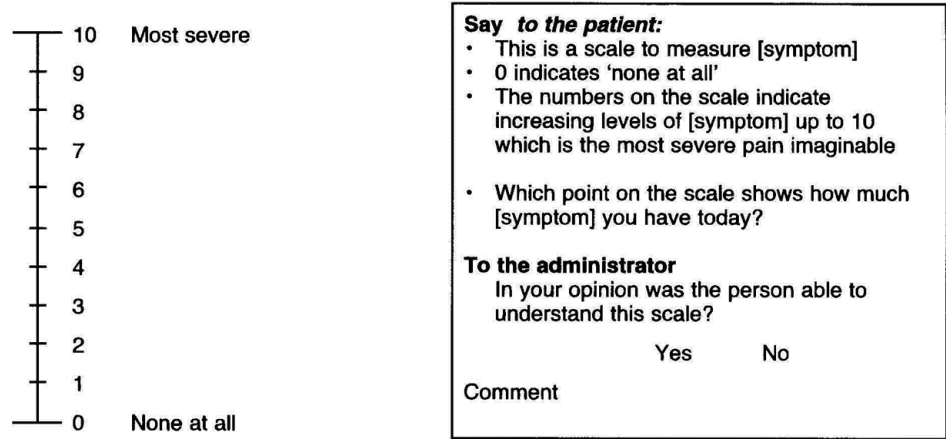 10 Most severe
9
8
7
6
5
4
3
2
1
0 None at all
Say to the patient:
· This is a scale to measure [symptom]
· 0 indicates ‘none at all’
· The numbers on the scale indicate
increasing levels of [symptom] up to 10
which is the most severe pain imaginable
· Which point on the scale shows how much
[symptom] you have today?
To the administrator
In your opinion was the person able to
understand this scale?
Yes No
Comment